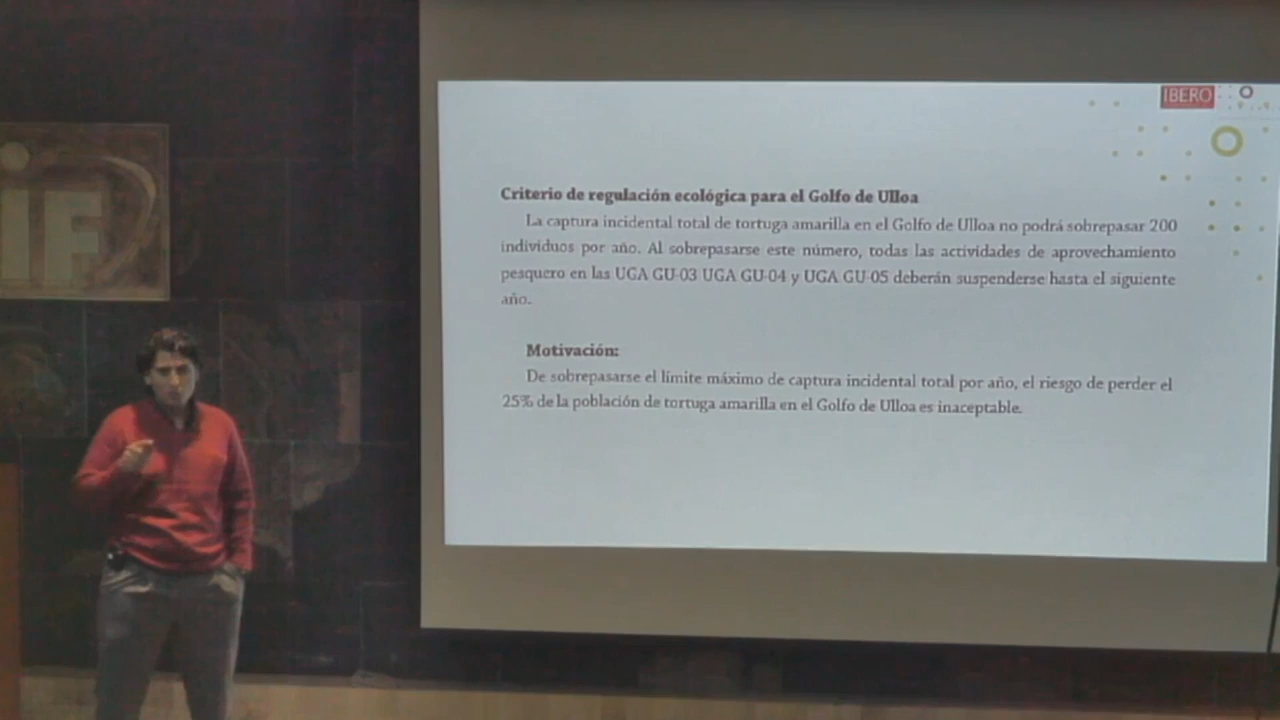 IBERO
iF
Criterio de regulación ecológica para el Golfo de Ulloa
La captura incidental total de tortuga amarilla en el Golfo de Ulloa no podrá sobrepasar 200
individuos por año. Al sobrepasarse este número, todas las actividades de aprovechamiento
pesquero en las UGA GU-03 UGA GU-04 y UGA GU-05 deberán suspenderse hasta el siguiente
año.
Motivación:
De sobrepasarse el límite máximo de captura incidental total por año, el riesgo de perder el
25% de la población de tortuga amarilla en el Golfo de Ulloa es inaceptable.